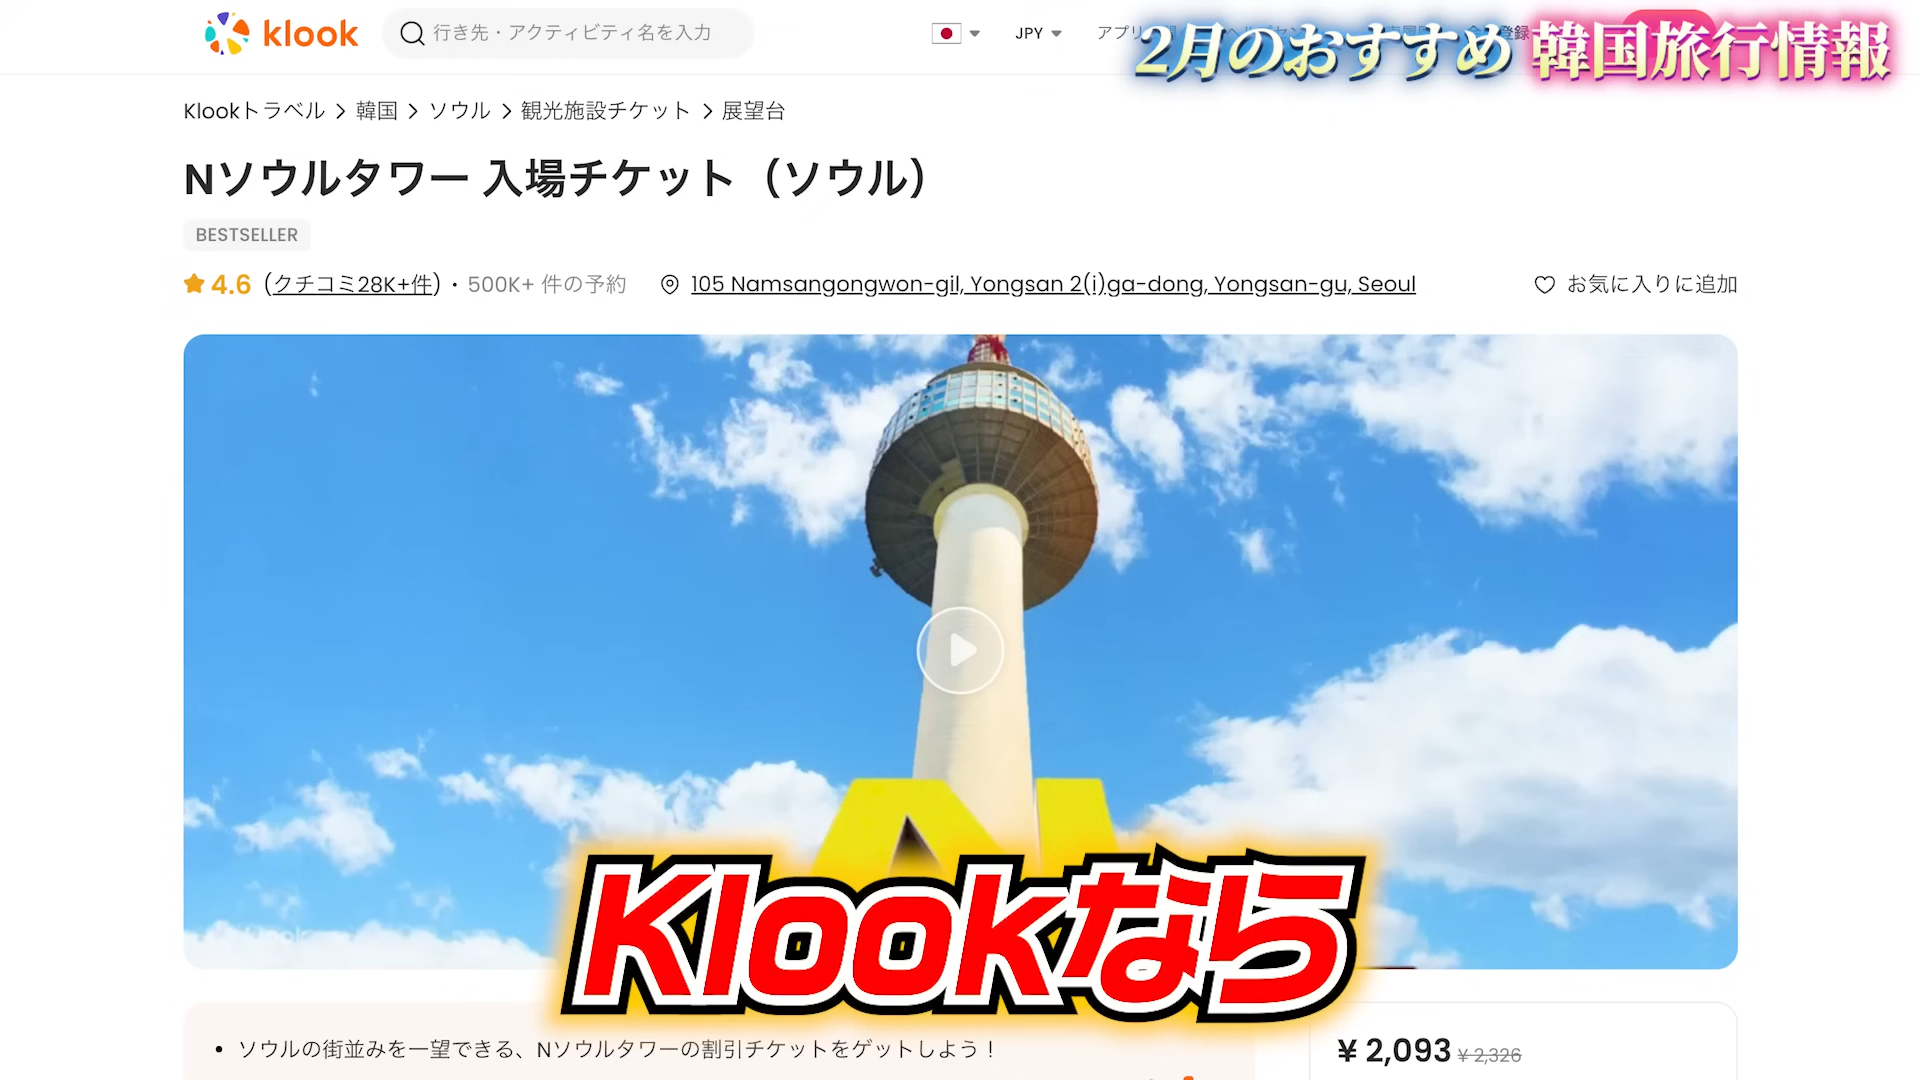 klook
行き先・アクティビティ名を入力
JPY
2月のおすすめ 韓国旅行情報
Klookトラベル > 韓国 > ソウル > 観光施設チケット > 展望台
Nソウルタワー 入場チケット（ソウル）
BESTSELLER
4.6 (クチコミ28K+件)・500K+ 件の予約
105 Namsangongwon-gil, Yongsan 2(i)ga-dong, Yongsan-gu, Seoul
お気に入りに追加
Klookなら
• ソウルの街並みを一望できる、Nソウルタワーの割引チケットをゲットしよう！
¥ 2,093 ¥ 2,326